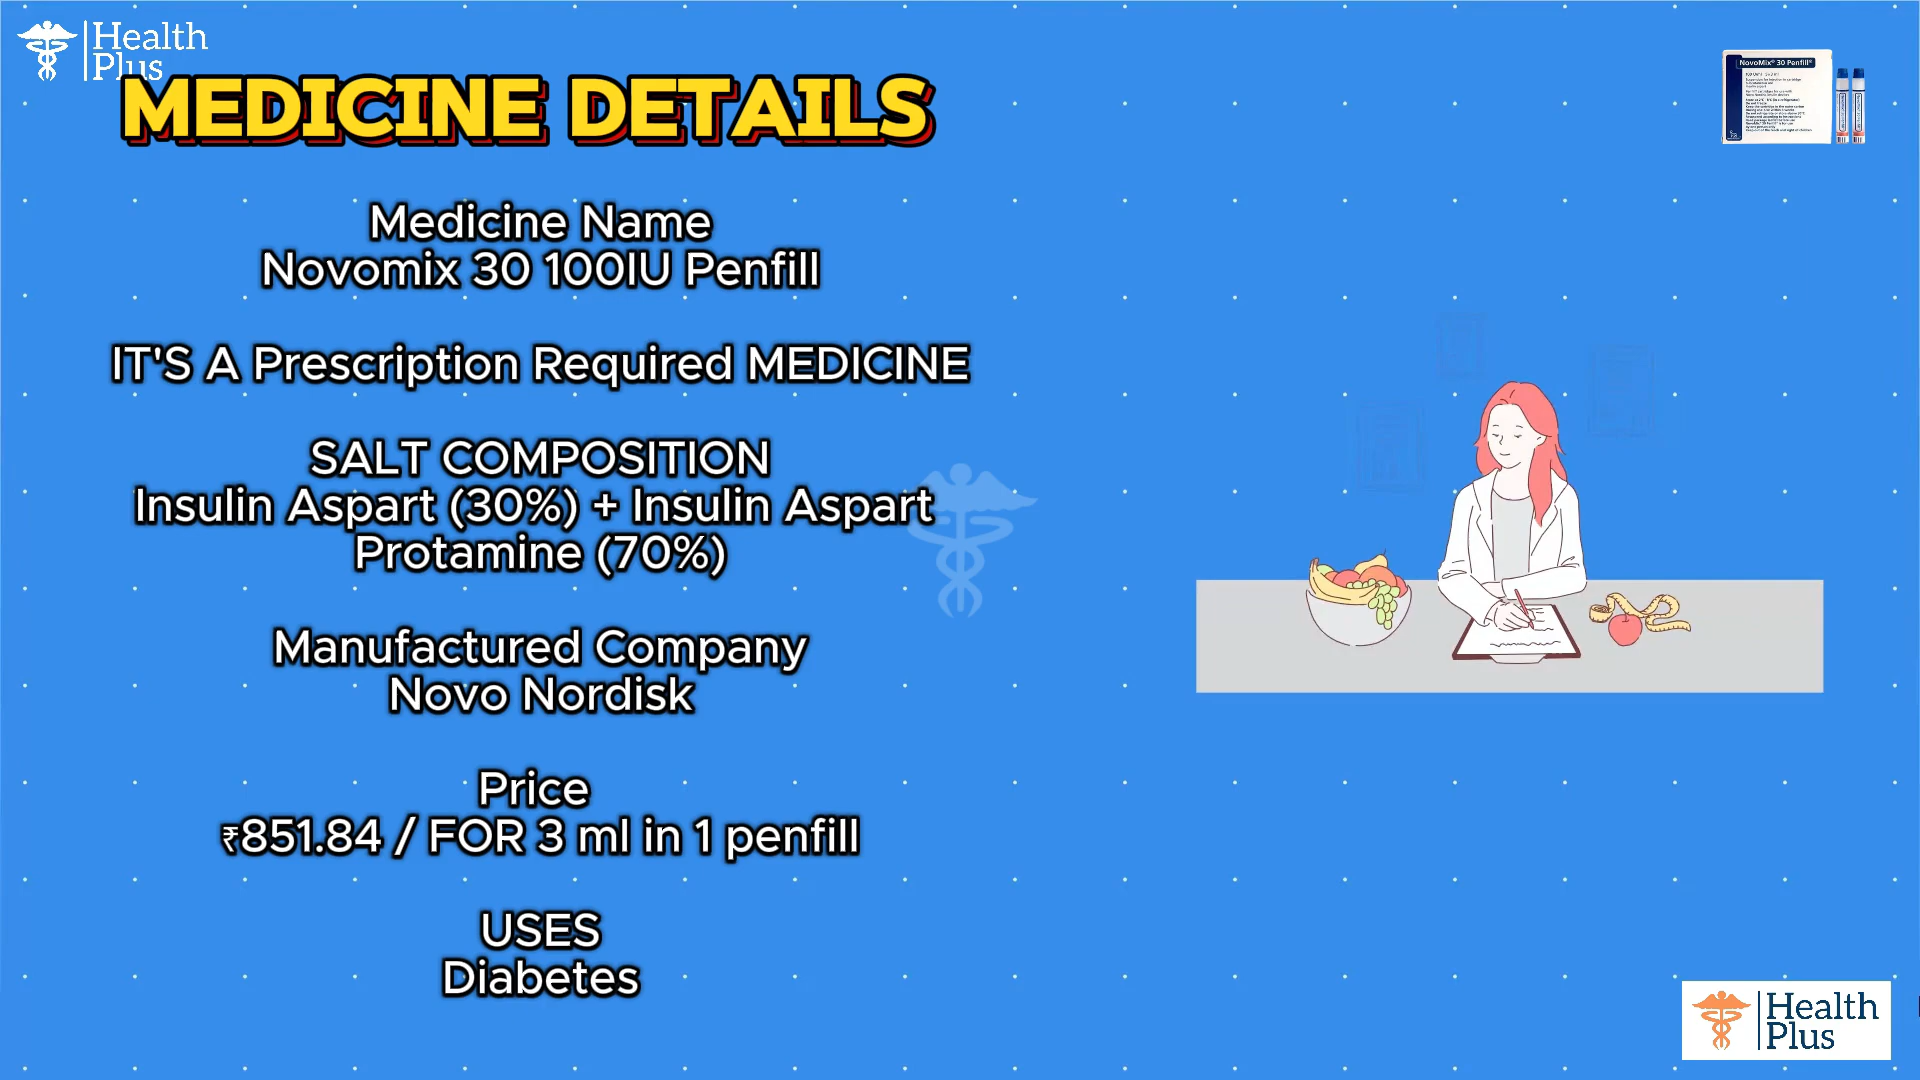 Health
Plus
MEDICINE DETAILS
NovoMix® 30 Penfill®
Medicine Name
Novomix 30 100IU Penfill
IT'S A Prescription Required MEDICINE
SALT COMPOSITION
Insulin Aspart (30%) + Insulin Aspart
Protamine (70%)
Manufactured Company
Novo Nordisk
Price
₹851.84 / FOR 3 ml in 1 penfill
USES
Diabetes
Health
Plus